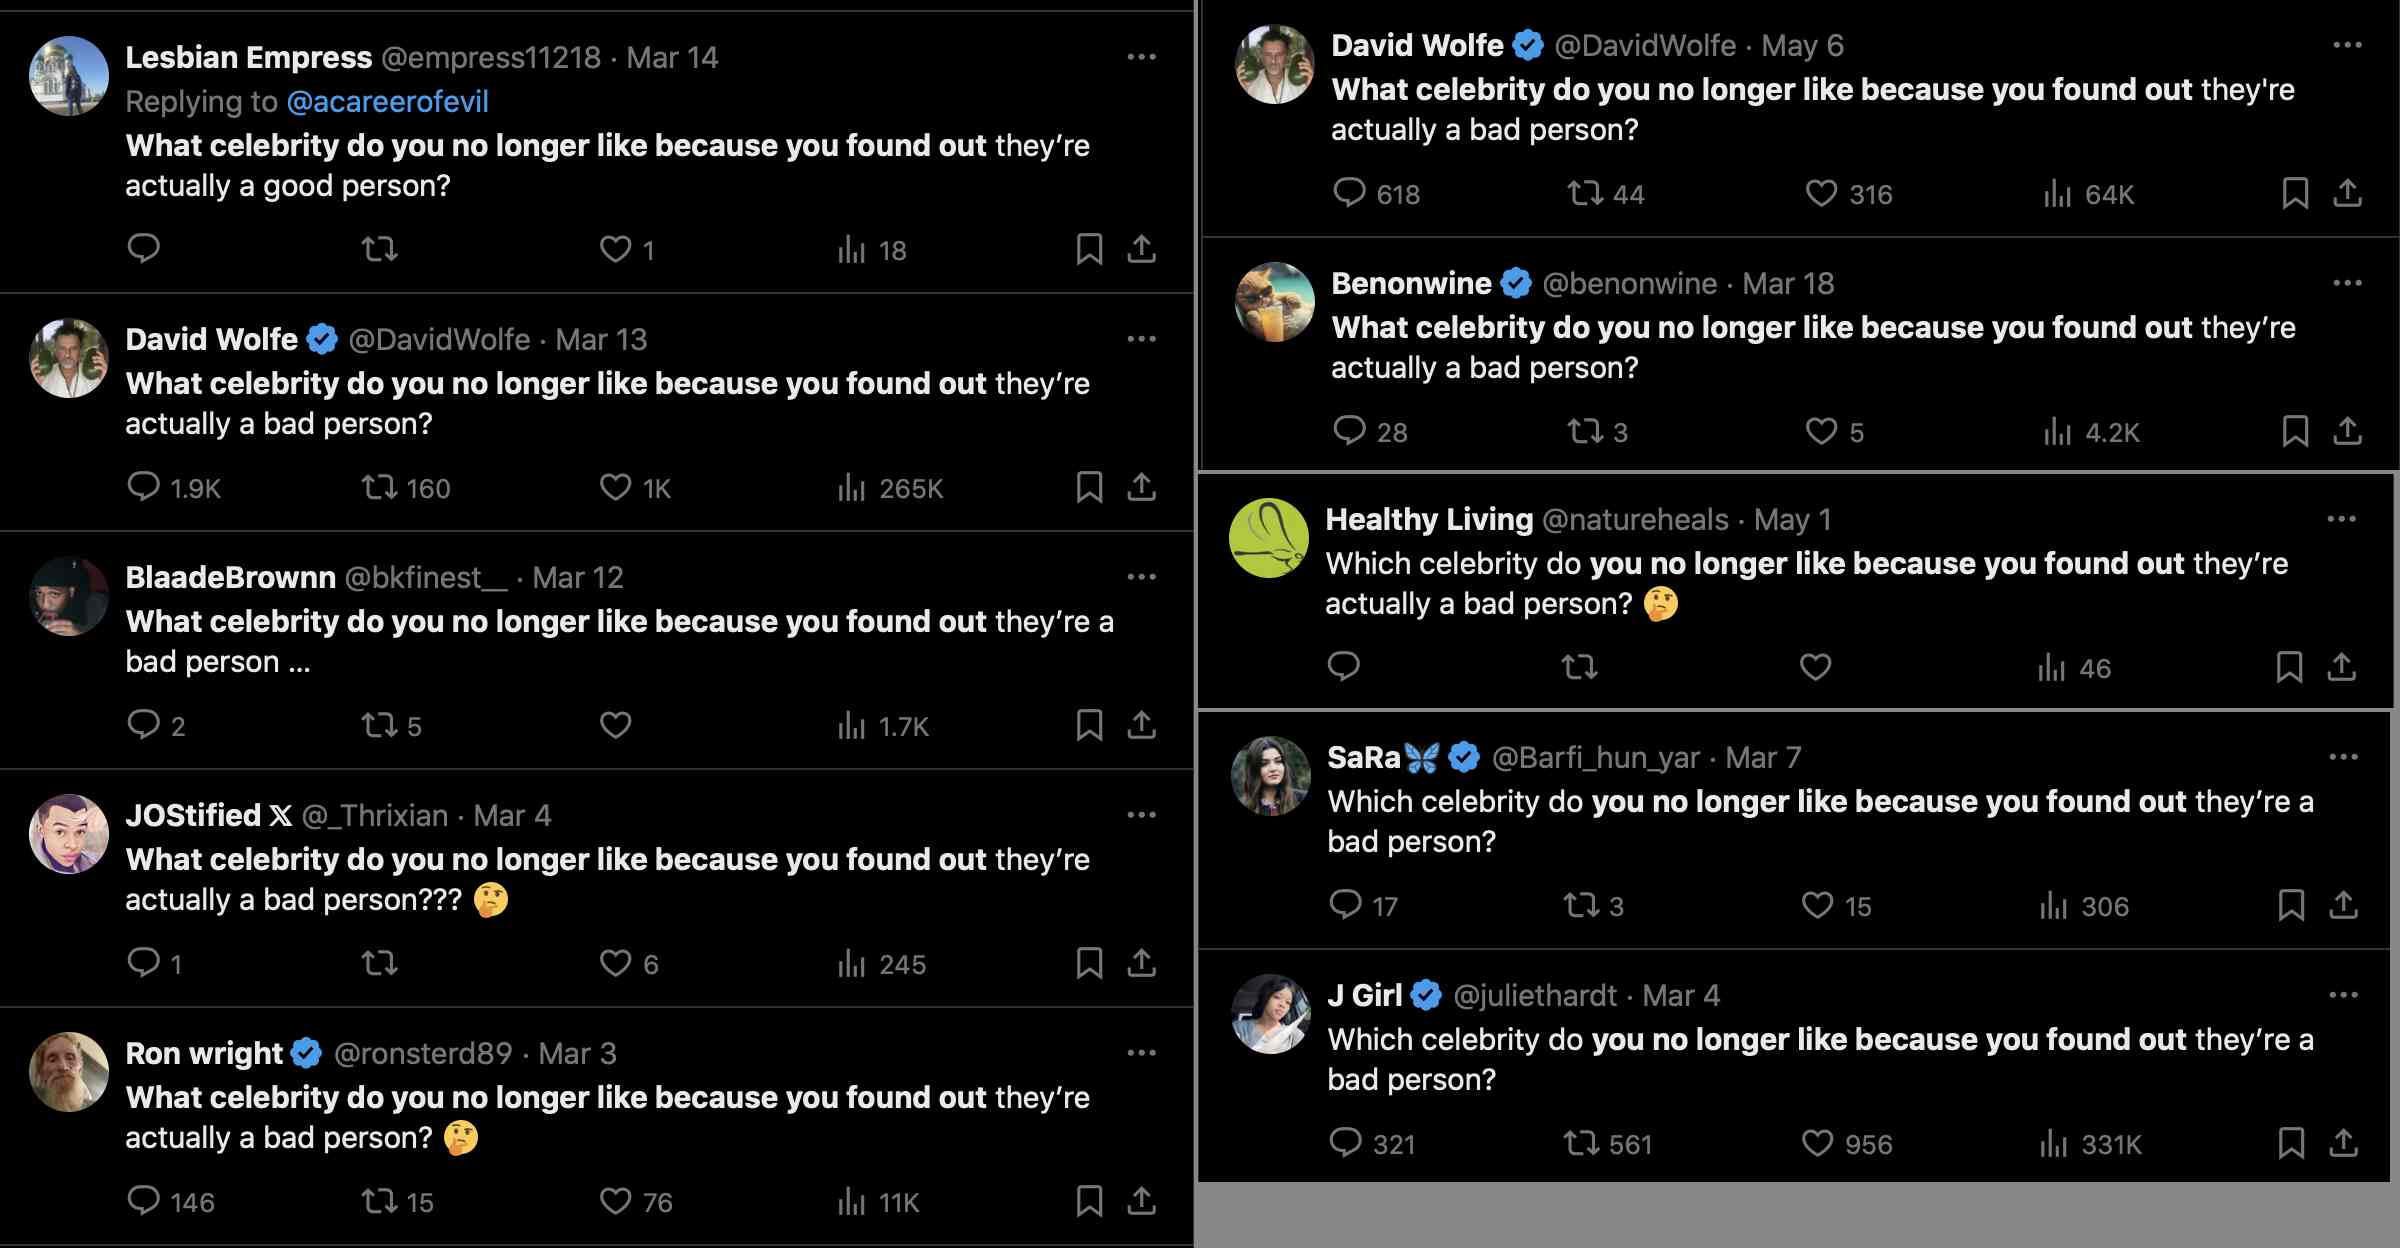 Lesbian Empress @empress11218 · Mar 14
Replying to @acareerofevil
What celebrity do you no longer like because you found out they’re
actually a good person?
1 18
David Wolfe @DavidWolfe · Mar 13
What celebrity do you no longer like because you found out they’re
actually a bad person?
1.9K 160 1K 265K
BlaadeBrownn @bkfinest__ · Mar 12
What celebrity do you no longer like because you found out they’re a
bad person ...
2 5 1.7K
JOStified 𝕏 @_Thrixian · Mar 4
What celebrity do you no longer like because you found out they’re
actually a bad person??? 🤔
1 6 245
Ron wright @ronsterd89 · Mar 3
What celebrity do you no longer like because you found out they’re
actually a bad person? 🤔
146 15 76 11K
David Wolfe @DavidWolfe · May 6
What celebrity do you no longer like because you found out they're
actually a bad person?
618 44 316 64K
Benonwine @benonwine · Mar 18
What celebrity do you no longer like because you found out they’re
actually a bad person?
28 3 5 4.2K
Healthy Living @natureheals · May 1
Which celebrity do you no longer like because you found out they’re
actually a bad person? 🤔
46
SaRa🦋 @Barfi_hun_yar · Mar 7
Which celebrity do you no longer like because you found out they’re a
bad person?
17 3 15 306
J Girl @juliethardt · Mar 4
Which celebrity do you no longer like because you found out they’re a
bad person?
321 561 956 331K